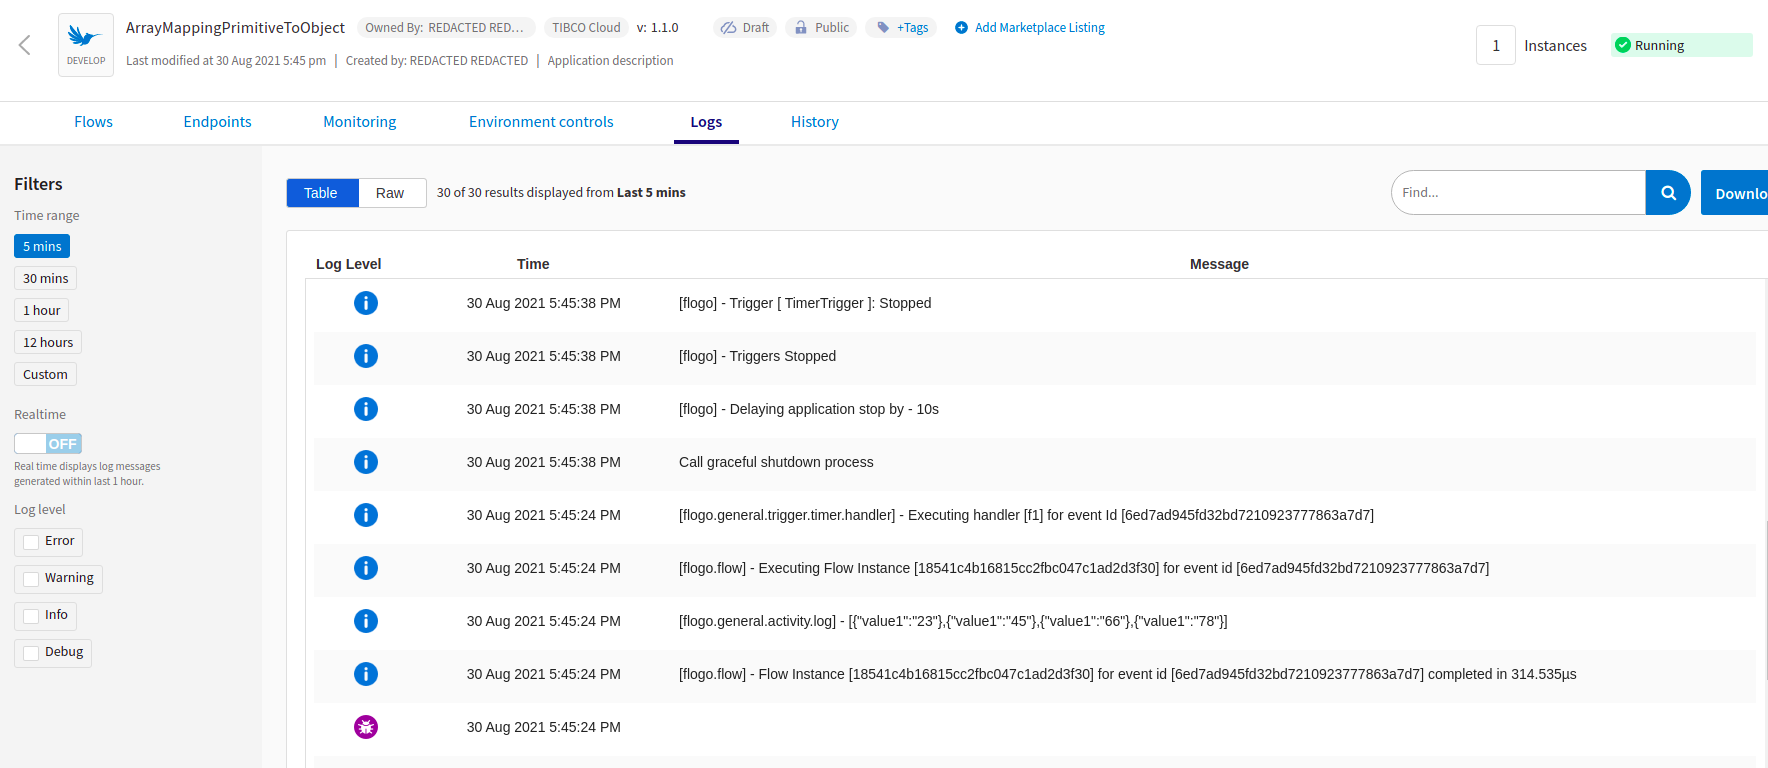 ArrayMappingPrimitiveToObject Owned By: REDACTED RED... TIBCO Cloud v: 1.1.0 Draft Public +Tags Add Marketplace Listing
DEVELOP
Last modified at 30 Aug 2021 5:45 pm | Created by: REDACTED REDACTED | Application description
1 Instances Running
Flows Endpoints Monitoring Environment controls Logs History
Filters
Time range
5 mins
30 mins
1 hour
12 hours
Custom
Realtime
OFF
Real time displays log messages
generated within last 1 hour.
Log level
Error
Warning
Info
Debug
Table Raw 30 of 30 results displayed from Last 5 mins
Find... Downlo
Log Level Time Message
30 Aug 2021 5:45:38 PM [flogo] - Trigger [ TimerTrigger ]: Stopped
30 Aug 2021 5:45:38 PM [flogo] - Triggers Stopped
30 Aug 2021 5:45:38 PM [flogo] - Delaying application stop by - 10s
30 Aug 2021 5:45:38 PM Call graceful shutdown process
30 Aug 2021 5:45:24 PM [flogo.general.trigger.timer.handler] - Executing handler [f1] for event Id [6ed7ad945fd32bd7210923777863a7d7]
30 Aug 2021 5:45:24 PM [flogo.flow] - Executing Flow Instance [18541c4b16815cc2fbc047c1ad2d3f30] for event id [6ed7ad945fd32bd7210923777863a7d7]
30 Aug 2021 5:45:24 PM [flogo.general.activity.log] - [{"value1":"23"},{"value1":"45"},{"value1":"66"},{"value1":"78"}]
30 Aug 2021 5:45:24 PM [flogo.flow] - Flow Instance [18541c4b16815cc2fbc047c1ad2d3f30] for event id [6ed7ad945fd32bd7210923777863a7d7] completed in 314.535µs
30 Aug 2021 5:45:24 PM